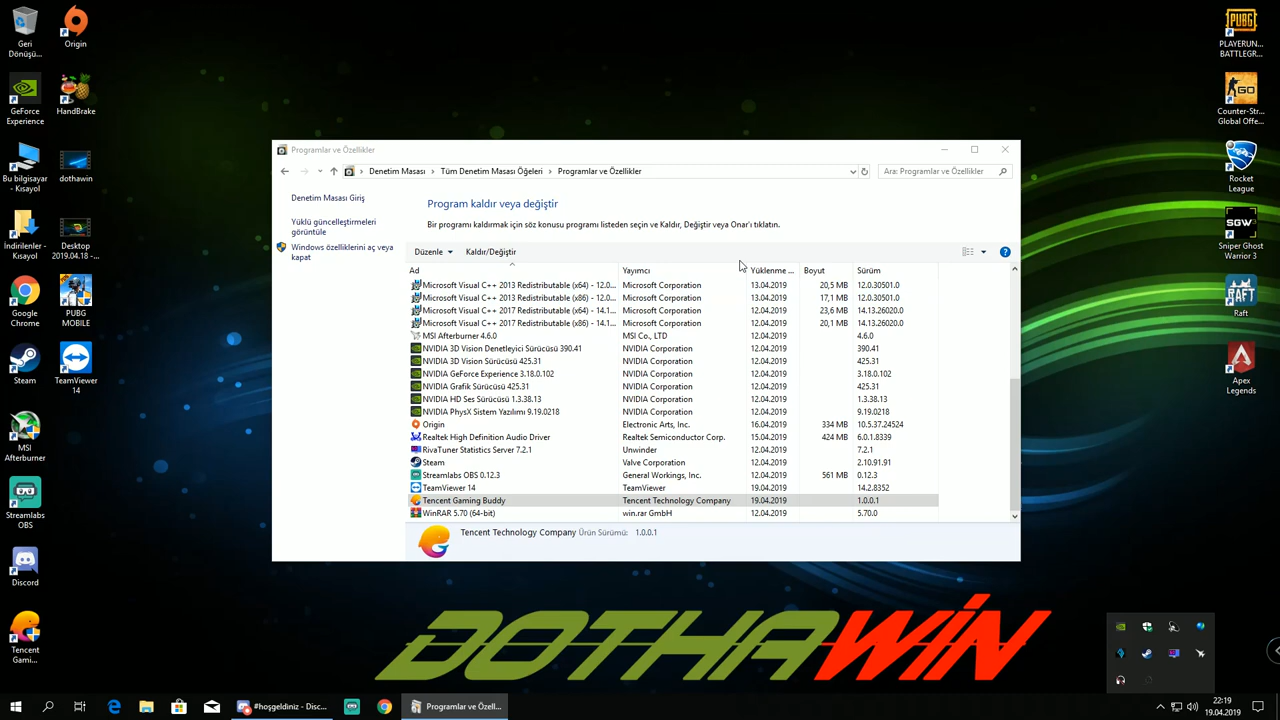 Geri Dönüşü...
Origin
GeForce Experience
HandBrake
Bu bilgisayar - Kısayol
dothawin
İndirilenler - Kısayol
Desktop 2019.04.18 -...
Google Chrome
PUBG MOBILE
Steam
TeamViewer 14
MSI Afterburner
Streamlabs OBS
Discord
Tencent Gami...
Programlar ve Özellikler
Denetim Masası
Tüm Denetim Masası Öğeleri
Programlar ve Özellikler
Ara: Programlar ve Özellikler
Denetim Masası Giriş
Yüklü güncelleştirmeleri görüntüle
Windows özelliklerini aç veya kapat
Program kaldır veya değiştir
Bir programı kaldırmak için söz konusu programı listeden seçin ve Kaldır, Değiştir veya Onar'ı tıklatın.
Düzenle Kaldır/Değiştir
Ad Yayımcı Yüklenme ... Boyut Sürüm
Microsoft Visual C++ 2013 Redistributable (x64) - 12.0... Microsoft Corporation 13.04.2019 20,5 MB 12.0.30501.0
Microsoft Visual C++ 2013 Redistributable (x86) - 12.0... Microsoft Corporation 13.04.2019 17,1 MB 12.0.30501.0
Microsoft Visual C++ 2017 Redistributable (x64) - 14.1... Microsoft Corporation 12.04.2019 23,6 MB 14.13.26020.0
Microsoft Visual C++ 2017 Redistributable (x86) - 14.1... Microsoft Corporation 12.04.2019 20,1 MB 14.13.26020.0
MSI Afterburner 4.6.0 MSI Co., LTD 12.04.2019 4.6.0
NVIDIA 3D Vision Denetleyici Sürücüsü 390.41 NVIDIA Corporation 12.04.2019 390.41
NVIDIA 3D Vision Sürücüsü 425.31 NVIDIA Corporation 12.04.2019 425.31
NVIDIA GeForce Experience 3.18.0.102 NVIDIA Corporation 12.04.2019 3.18.0.102
NVIDIA Grafik Sürücüsü 425.31 NVIDIA Corporation 12.04.2019 425.31
NVIDIA HD Ses Sürücüsü 1.3.38.13 NVIDIA Corporation 12.04.2019 1.3.38.13
NVIDIA PhysX Sistem Yazılımı 9.19.0218 NVIDIA Corporation 12.04.2019 9.19.0218
Origin Electronic Arts, Inc. 16.04.2019 334 MB 10.5.37.24524
Realtek High Definition Audio Driver Realtek Semiconductor Corp. 15.04.2019 424 MB 6.0.1.8339
RivaTuner Statistics Server 7.2.1 Unwinder 12.04.2019 7.2.1
Steam Valve Corporation 12.04.2019 2.10.91.91
Streamlabs OBS 0.12.3 General Workings, Inc. 12.04.2019 561 MB 0.12.3
TeamViewer 14 TeamViewer 19.04.2019 14.2.8352
Tencent Gaming Buddy Tencent Technology Company 19.04.2019 1.0.0.1
WinRAR 5.70 (64-bit) win.rar GmbH 12.04.2019 5.70.0
Tencent Technology Company Ürün Sürümü: 1.0.0.1
PUBG
PLAYERUN... BATTLEGR...
GO
Counter-Str... Global Offe...
Rocket League
SGW3
Sniper Ghost Warrior 3
RAFT
Raft
Apex Legends
DOTHAWİN
#hoşgeldiniz - Disc...
Programlar ve Özell...
22:19
19.04.2019